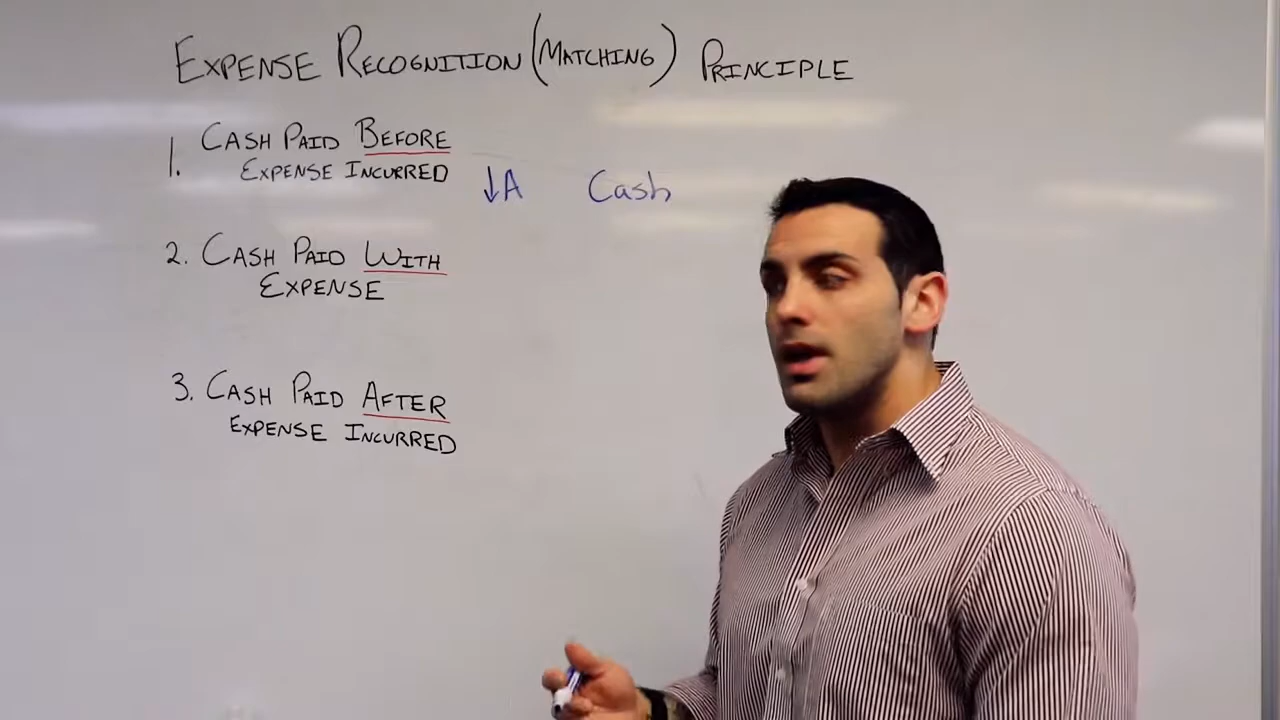 EXPENSE RECOGNITION (MATCHING) PRINCIPLE
1. CASH PAID BEFORE
EXPENSE INCURRED
↓A Cash
2. CASH PAID WITH
EXPENSE
3. CASH PAID AFTER
EXPENSE INCURRED